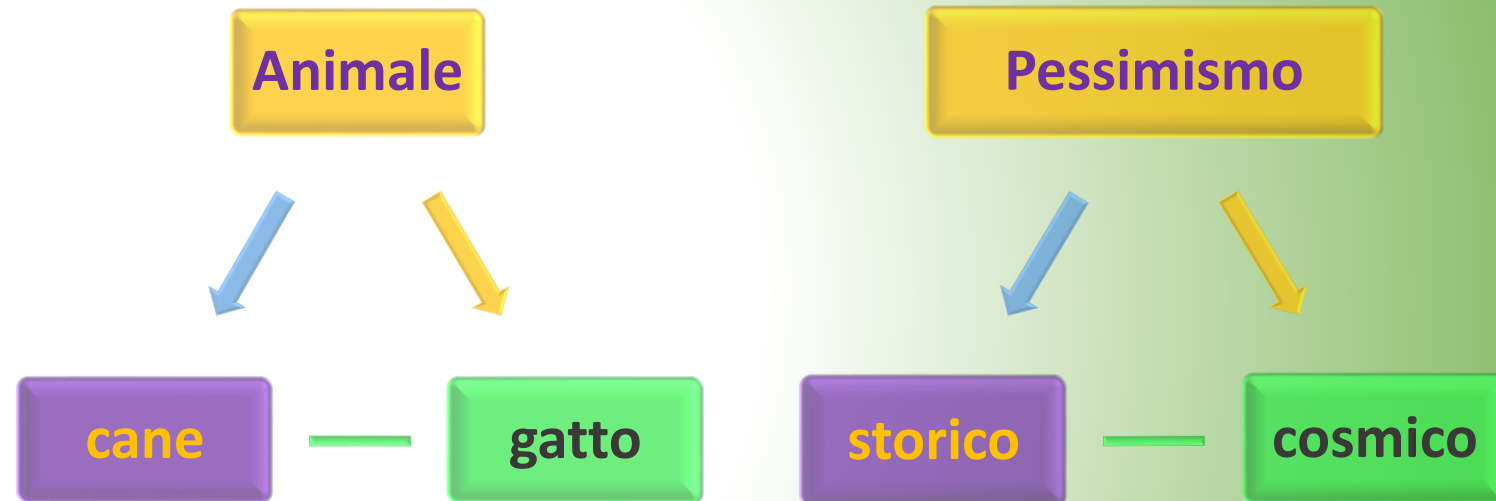 Animale
Pessimismo
cane
gatto
storico
cosmico